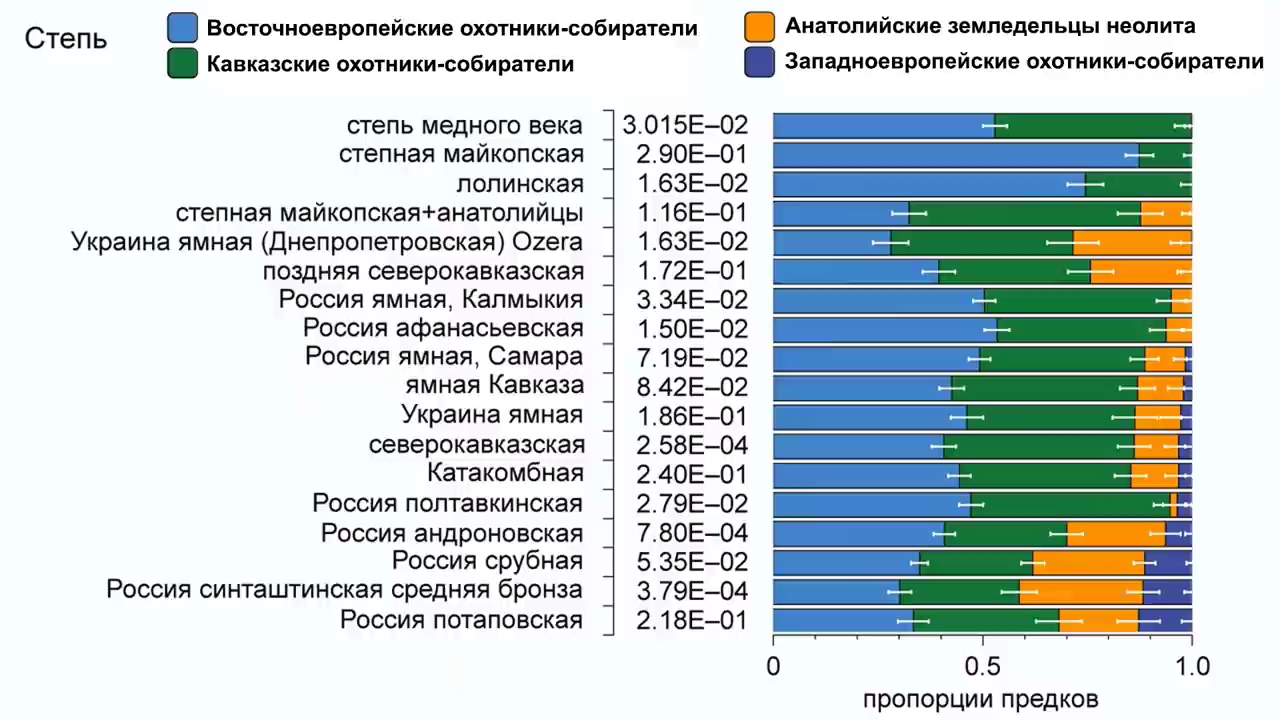 Степь
Восточноевропейские охотники-собиратели
Кавказские охотники-собиратели
Анатолийские земледельцы неолита
Западноевропейские охотники-собиратели
степь медного века 3.015E–02
степная майкопская 2.90E–01
лолинская 1.63E–02
степная майкопская+анатолийцы 1.16E–01
Украина ямная (Днепропетровская) Ozera 1.63E–02
поздняя северокавказская 1.72E–01
Россия ямная, Калмыкия 3.34E–02
Россия афанасьевская 1.50E–02
Россия ямная, Самара 7.19E–02
ямная Кавказа 8.42E–02
Украина ямная 1.86E–01
северокавказская 2.58E–04
Катакомбная 2.40E–01
Россия полтавкинская 2.79E–02
Россия андроновская 7.80E–04
Россия срубная 5.35E–02
Россия синташтинская средняя бронза 3.79E–04
Россия потаповская 2.18E–01
0 0.5 1.0
пропорции предков